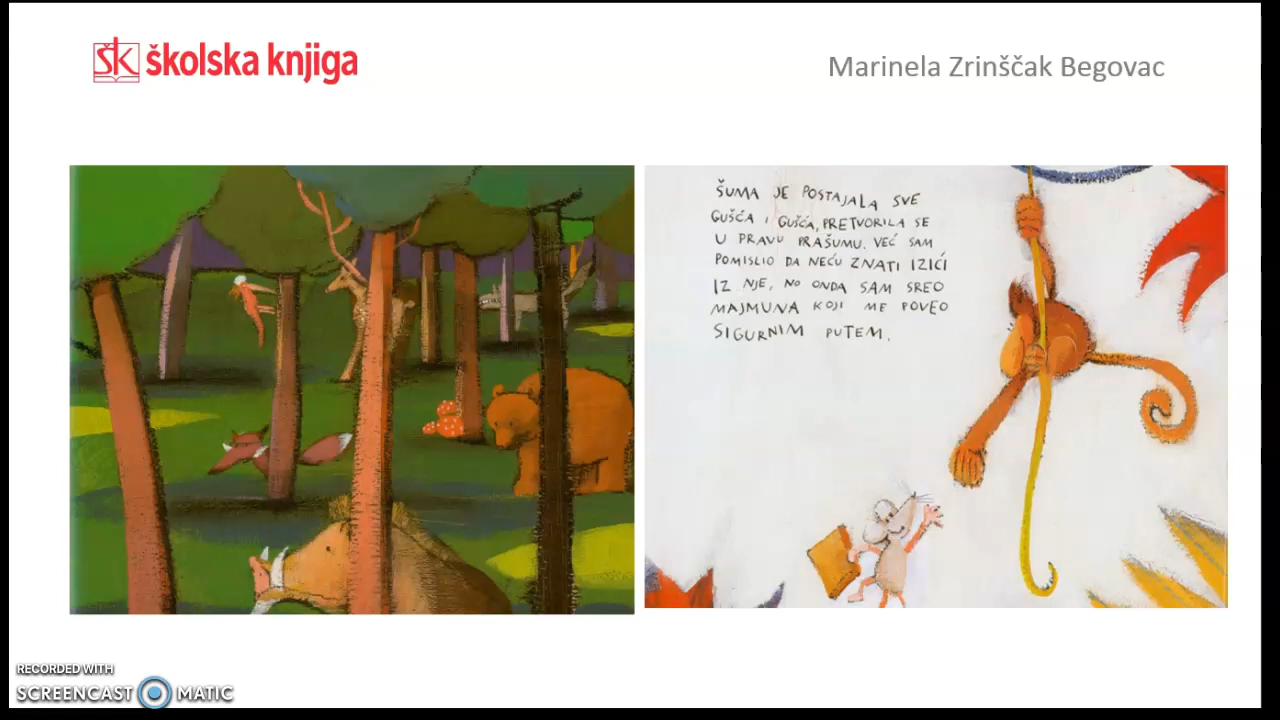 ŠK školska knjiga
Marinela Zrinščak Begovac
ŠUMA JE POSTAJALA SVE
GUŠĆA I GUŠĆA, PRETVORILA SE
U PRAVU PRAŠUMU. VEĆ SAM
POMISLIO DA NEĆU ZNATI IZIĆI
IZ NJE, NO ONDA SAM SREO
MAJMUNA KOJI ME POVEO
SIGURNIM PUTEM.
RECORDED WITH
SCREENCAST MATIC